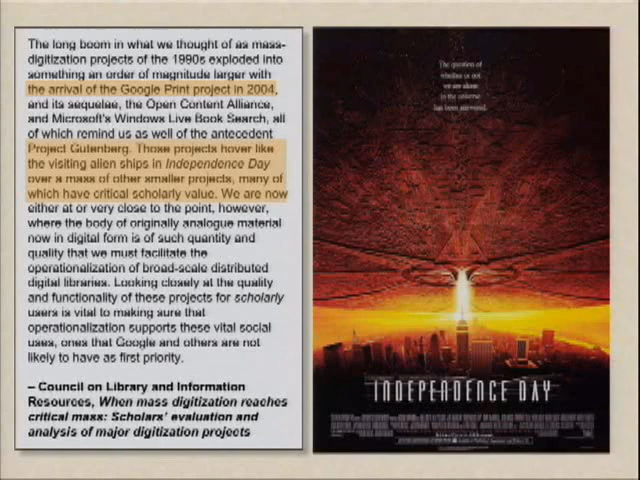 The long boom in what we thought of as mass-
digitization projects of the 1990s exploded into
something an order of magnitude larger with
the arrival of the Google Print project in 2004,
and its sequelae, the Open Content Alliance,
and Microsoft's Windows Live Book Search, all
of which remind us as well of the antecedent
Project Gutenberg. Those projects hover like
the visiting alien ships in Independence Day
over a mass of other smaller projects, many of
which have critical scholarly value. We are now
either at or very close to the point, however,
where the body of originally analogue material
now in digital form is of such quantity and
quality that we must facilitate the
operationalization of broad-scale distributed
digital libraries. Looking closely at the quality
and functionality of these projects for scholarly
users is vital to making sure that
operationalization supports these vital social
uses, ones that Google and others are not
likely to have as first priority.
– Council on Library and Information
Resources, When mass digitization reaches
critical mass: Scholars' evaluation and
analysis of major digitization projects
The question of
whether or not
we are alone
in the universe
has been answered.
INDEPENDENCE DAY